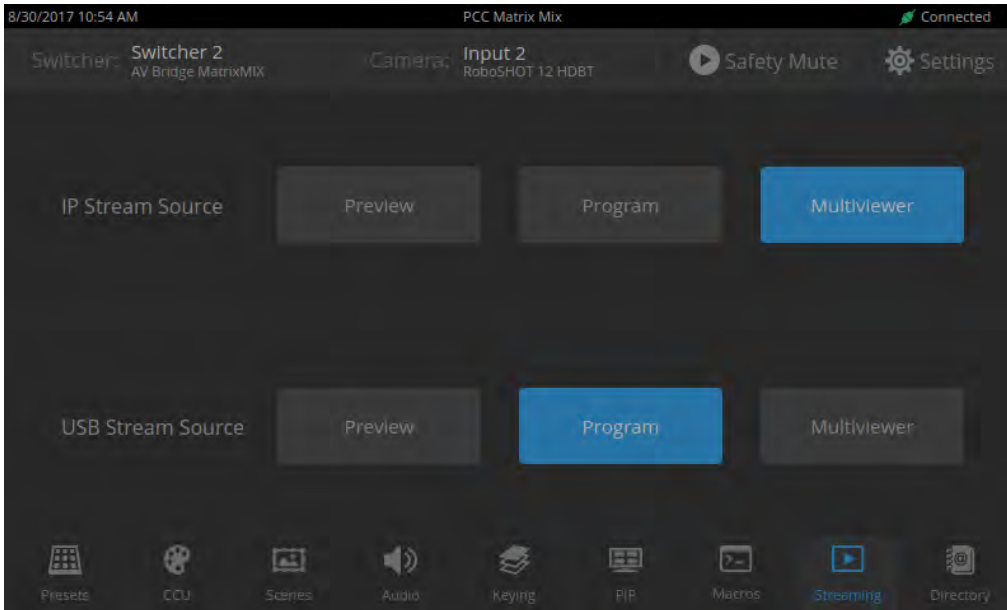 8/30/2017 10:54 AM PCC Matrix Mix Connected
Switcher: Switcher 2 Camera: Input 2 Safety Mute Settings
AV Bridge MatrixMIX RoboSHOT 12 HDBT
IP Stream Source Preview Program Multiviewer
USB Stream Source Preview Program Multiviewer
Presets CCU Scenes Audio Keying PIP Macros Streaming Directory